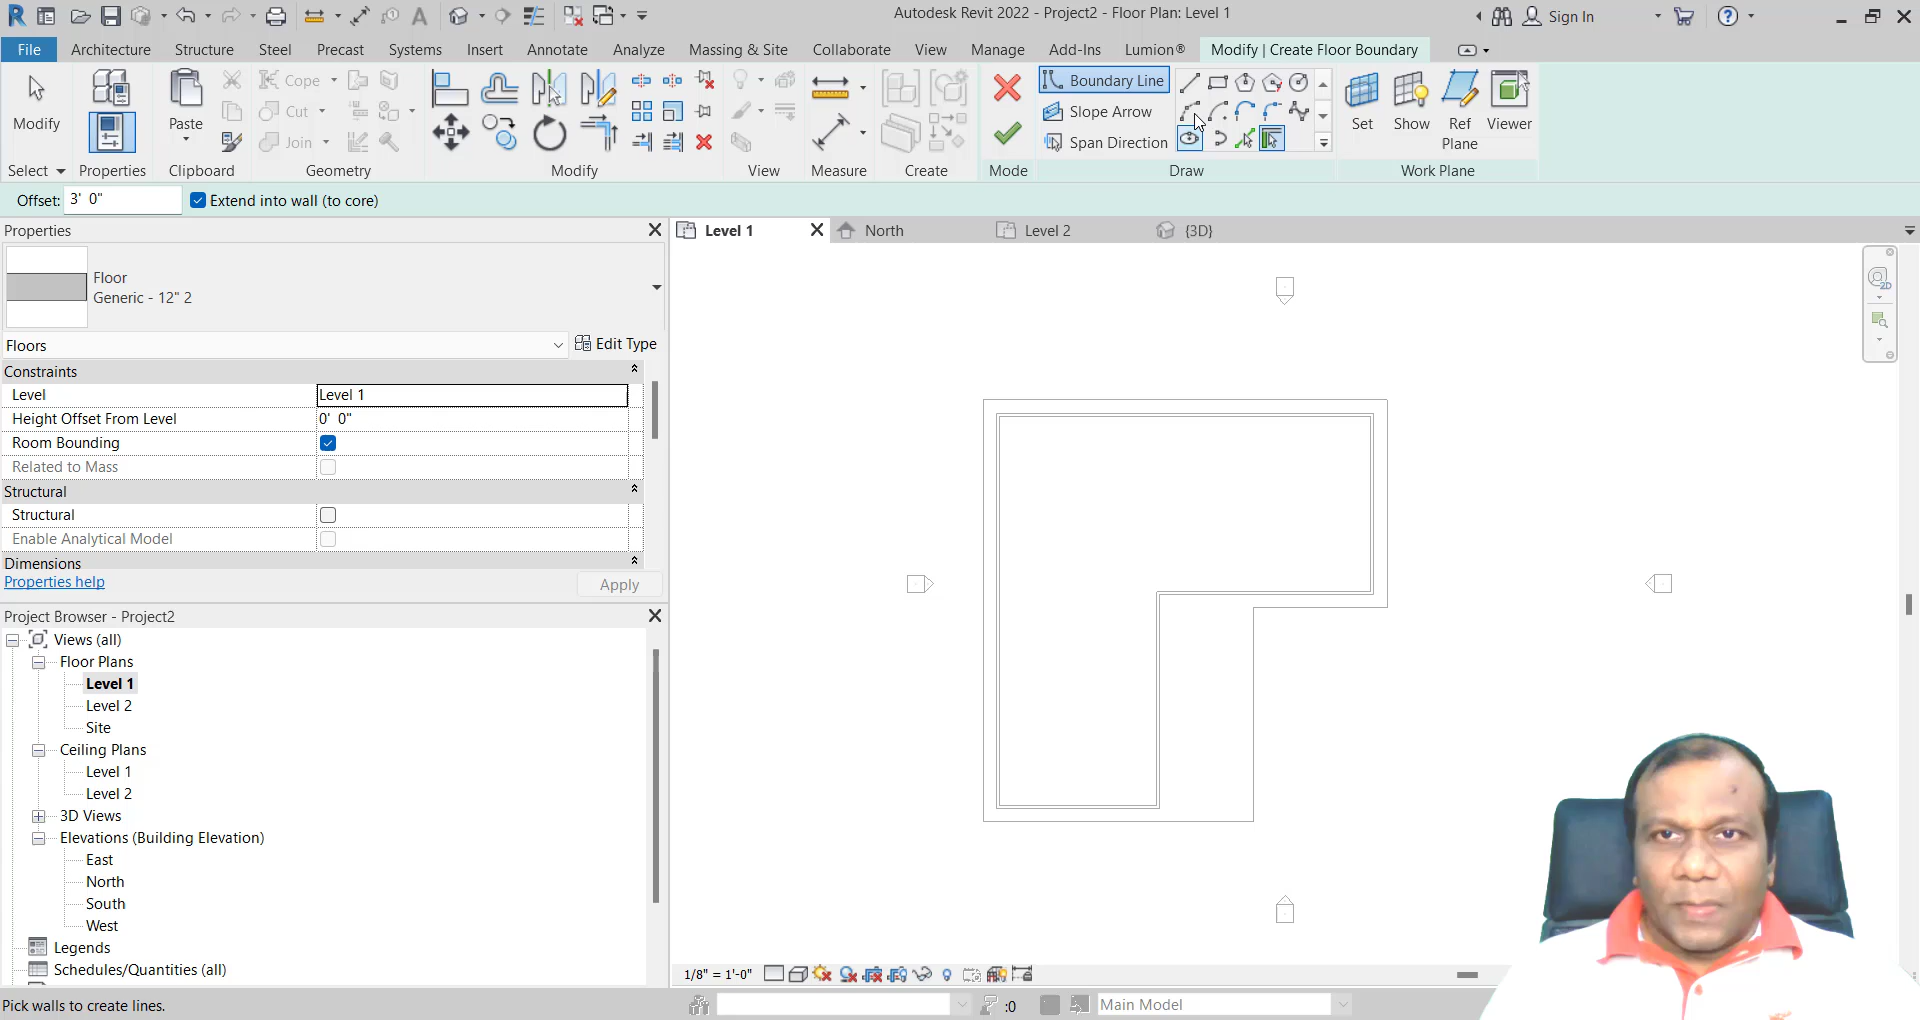 Autodesk Revit 2022 - Project2 - Floor Plan: Level 1
Sign In
File Architecture Structure Steel Precast Systems Insert Annotate Analyze Massing & Site Collaborate View Manage Add-Ins Lumion® Modify | Create Floor Boundary
Modify
Paste
Cope
Cut
Join
Boundary Line
Slope Arrow
Span Direction
Set
Show
Ref
Plane
Viewer
Select Properties Clipboard Geometry Modify View Measure Create Mode Draw Work Plane
Offset: 3' 0" Extend into wall (to core)
Properties
Floor
Generic - 12" 2
Floors Edit Type
Constraints
Level Level 1
Height Offset From Level 0' 0"
Room Bounding
Related to Mass
Structural
Structural
Enable Analytical Model
Dimensions
Properties help Apply
Project Browser - Project2
Views (all)
Floor Plans
Level 1
Level 2
Site
Ceiling Plans
Level 1
Level 2
3D Views
Elevations (Building Elevation)
East
North
South
West
Legends
Schedules/Quantities (all)
Level 1 North Level 2 {3D}
2D
1/8" = 1'-0"
Pick walls to create lines.
:0
Main Model